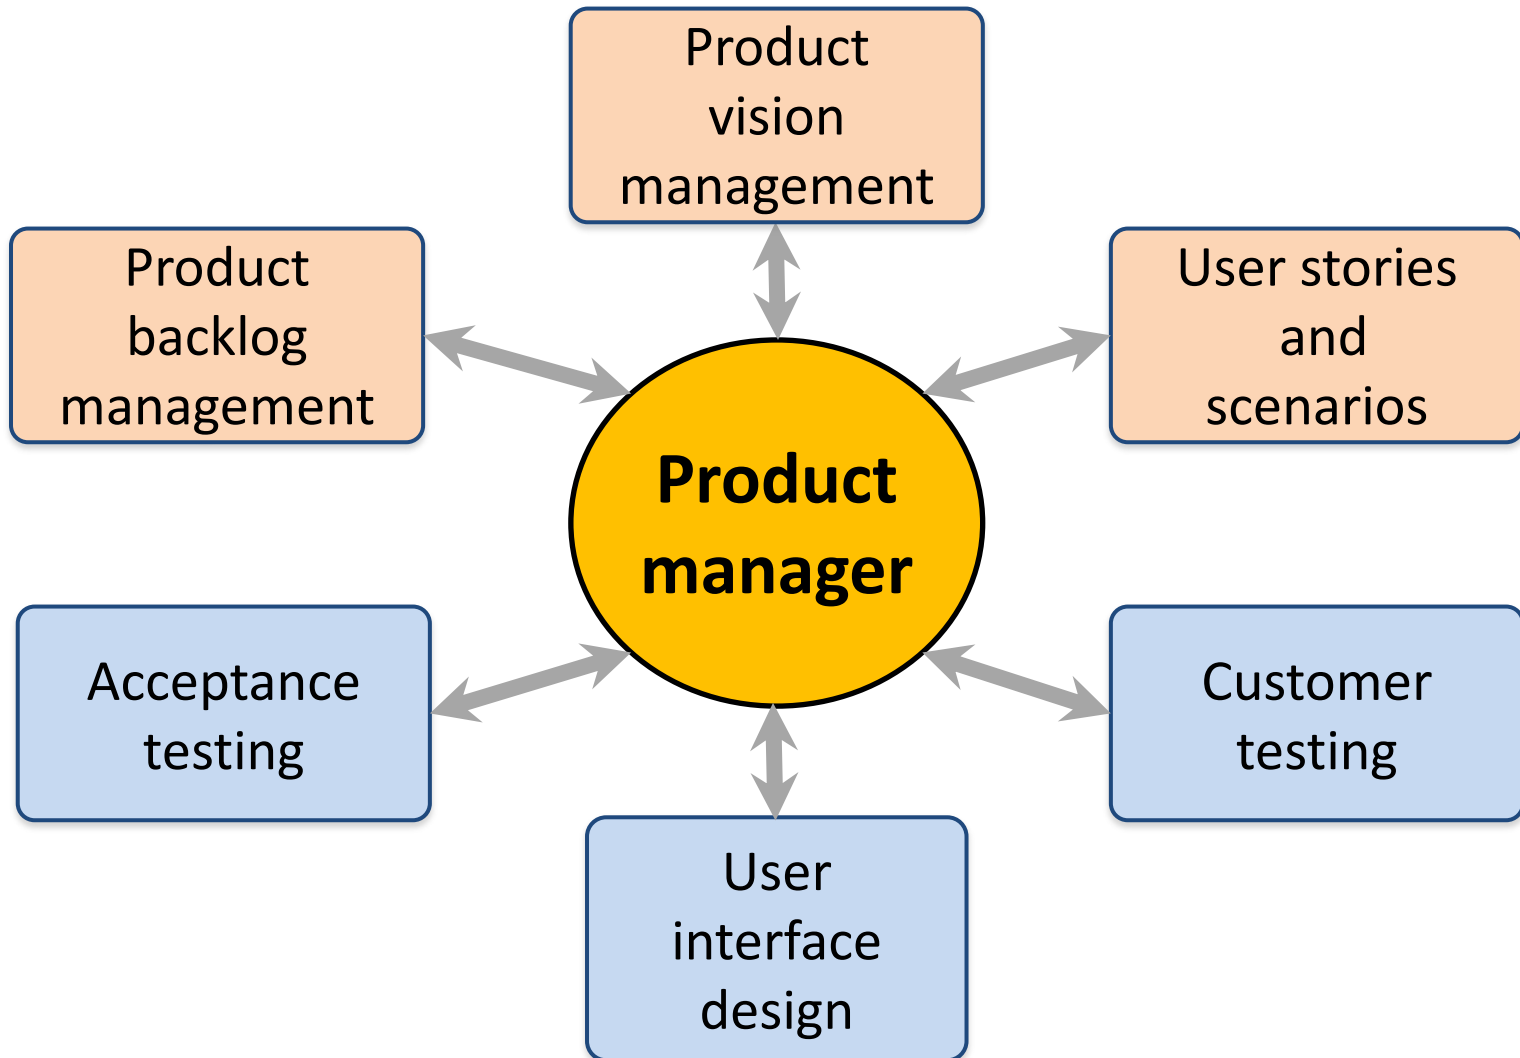 Product
vision
management
Product
backlog
management
User stories
and
scenarios
Product
manager
Acceptance
testing
Customer
testing
User
interface
design